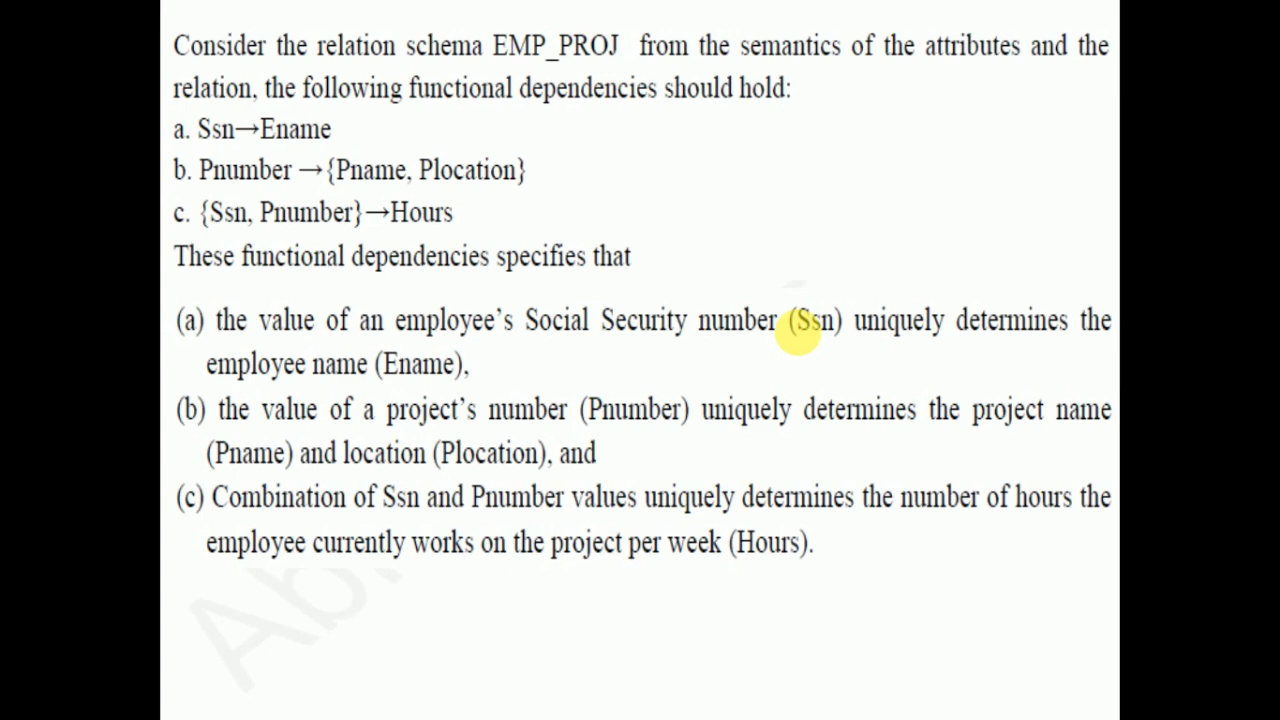 Consider the relation schema EMP_PROJ from the semantics of the attributes and the
relation, the following functional dependencies should hold:
a. Ssn→Ename
b. Pnumber →{Pname, Plocation}
c. {Ssn, Pnumber}→Hours
These functional dependencies specifies that
(a) the value of an employee’s Social Security number (Ssn) uniquely determines the
employee name (Ename),
(b) the value of a project’s number (Pnumber) uniquely determines the project name
(Pname) and location (Plocation), and
(c) Combination of Ssn and Pnumber values uniquely determines the number of hours the
employee currently works on the project per week (Hours).